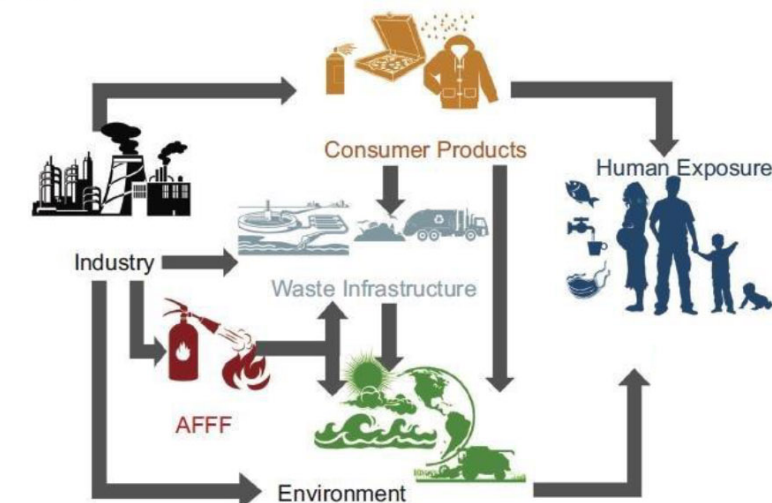 Consumer Products
Human Exposure
Industry
Waste Infrastructure
AFFF
Environment